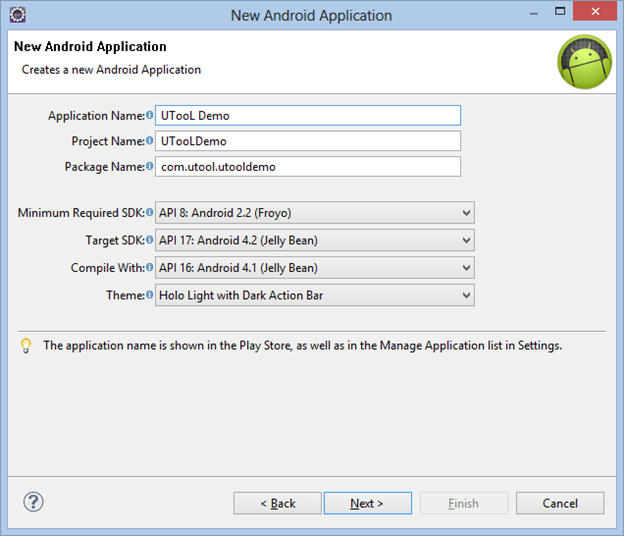 New Android Application
New Android Application
Creates a new Android Application
Application Name: UTooL Demo
Project Name: UTooLDemo
Package Name: com.utool.utooldemo
Minimum Required SDK: API 8: Android 2.2 (Froyo)
Target SDK: API 17: Android 4.2 (Jelly Bean)
Compile With: API 16: Android 4.1 (Jelly Bean)
Theme: Holo Light with Dark Action Bar
The application name is shown in the Play Store, as well as in the Manage Application list in Settings.
? < Back Next > Finish Cancel